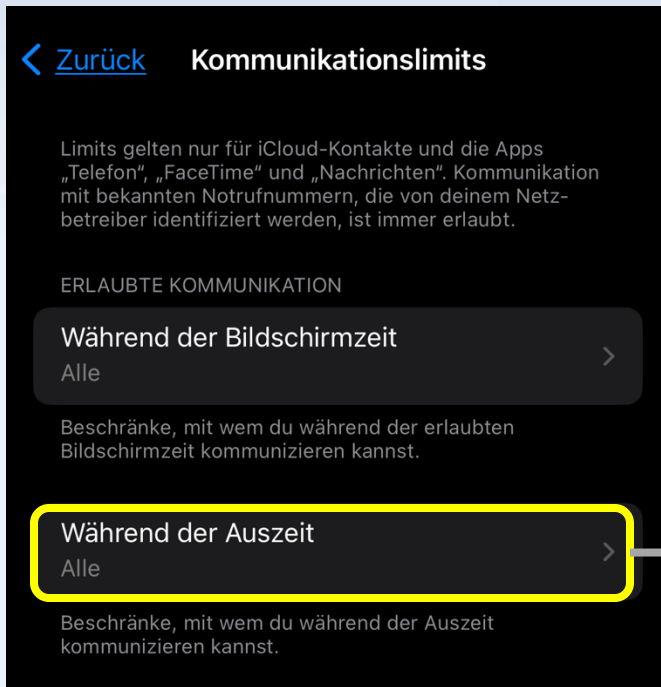 Zurück Kommunikationslimits
Limits gelten nur für iCloud-Kontakte und die Apps
„Telefon“, „FaceTime“ und „Nachrichten“. Kommunikation
mit bekannten Notrufnummern, die von deinem Netz-
betreiber identifiziert werden, ist immer erlaubt.
ERLAUBTE KOMMUNIKATION
Während der Bildschirmzeit
Alle
Beschränke, mit wem du während der erlaubten
Bildschirmzeit kommunizieren kannst.
Während der Auszeit
Alle
Beschränke, mit wem du während der Auszeit
kommunizieren kannst.